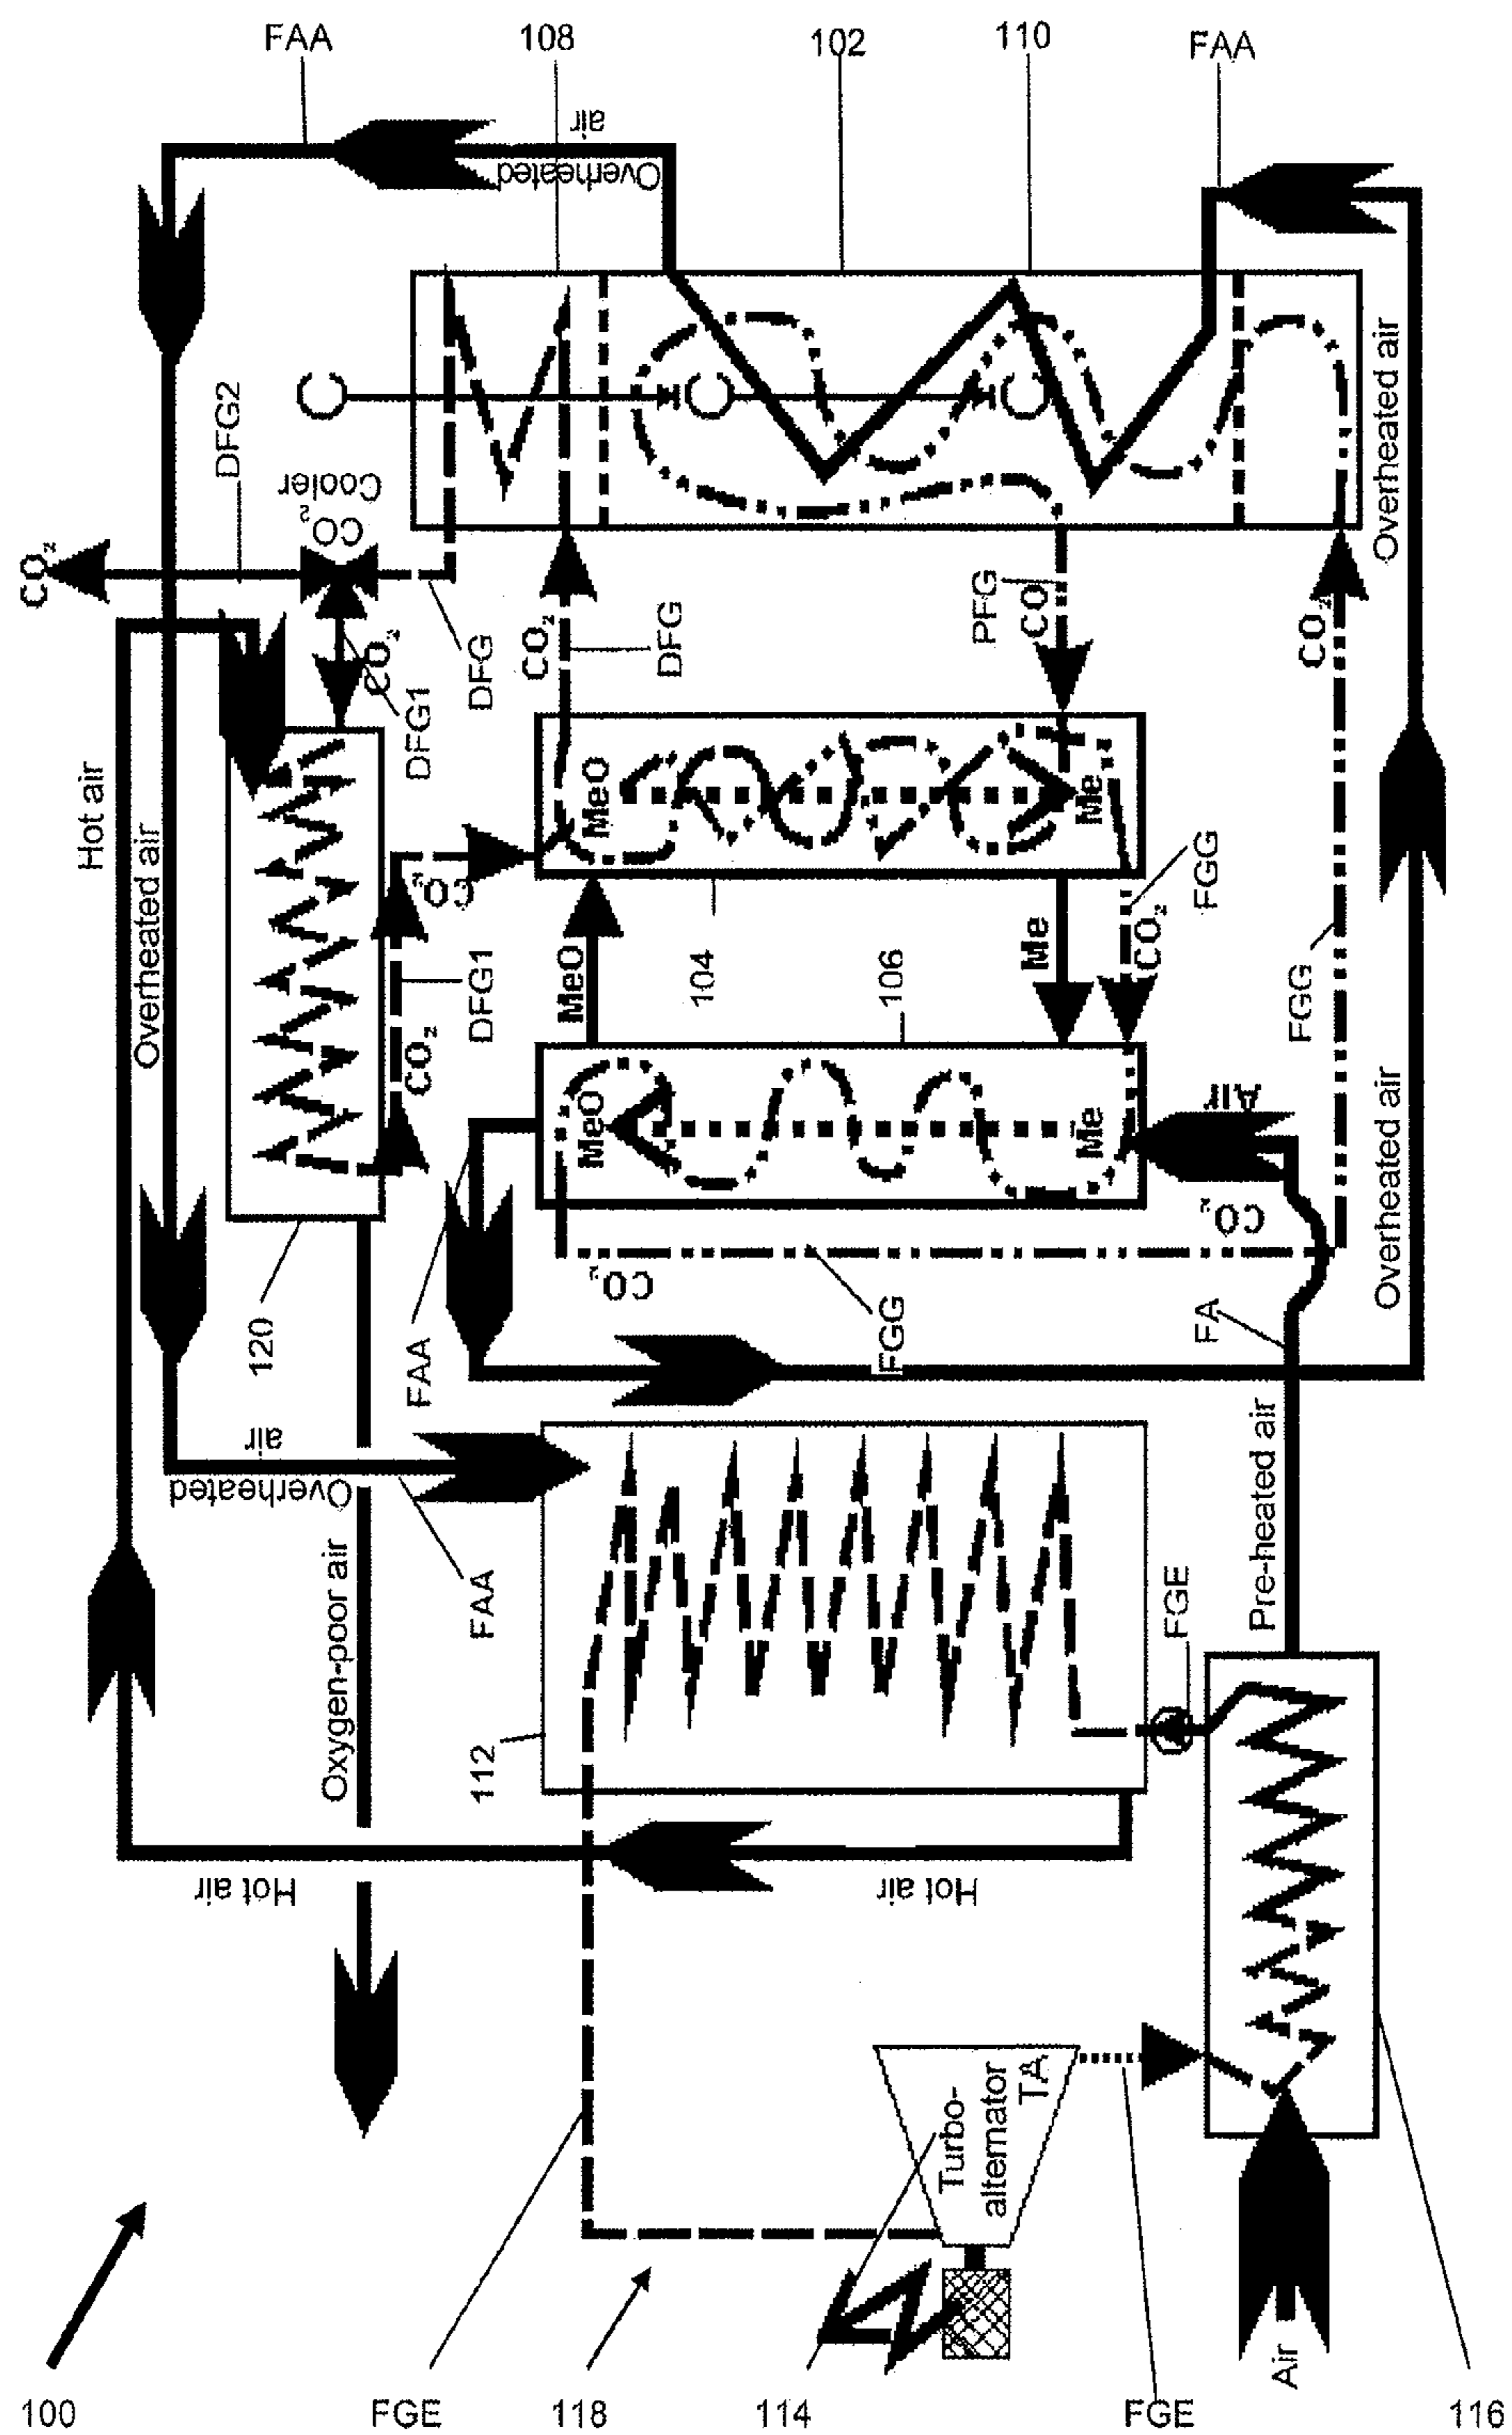 FAA
108
102
110
FAA
Overheated
air
DFG2
CO₂
CO₂
Cooler
CO₂
DFG1
DFG
CO₂
DFG
PFG
CO
CO₂
Overheated air
C
C
C
Hot air
Overheated air
CO₂
DFG1
CO₂
MeO
Me
MeO
104
106
Me
CO₂
FGG
FGG
MeO
Me
Air
CO₂
CO₂
FGG
Overheated air
120
FAA
FA
Overheated
air
FAA
Oxygen-poor air
112
FGE
Pre-heated air
Hot air
Hot air
Turbo-
alternator
TA
Air
100
FGE
118
114
FGE
116